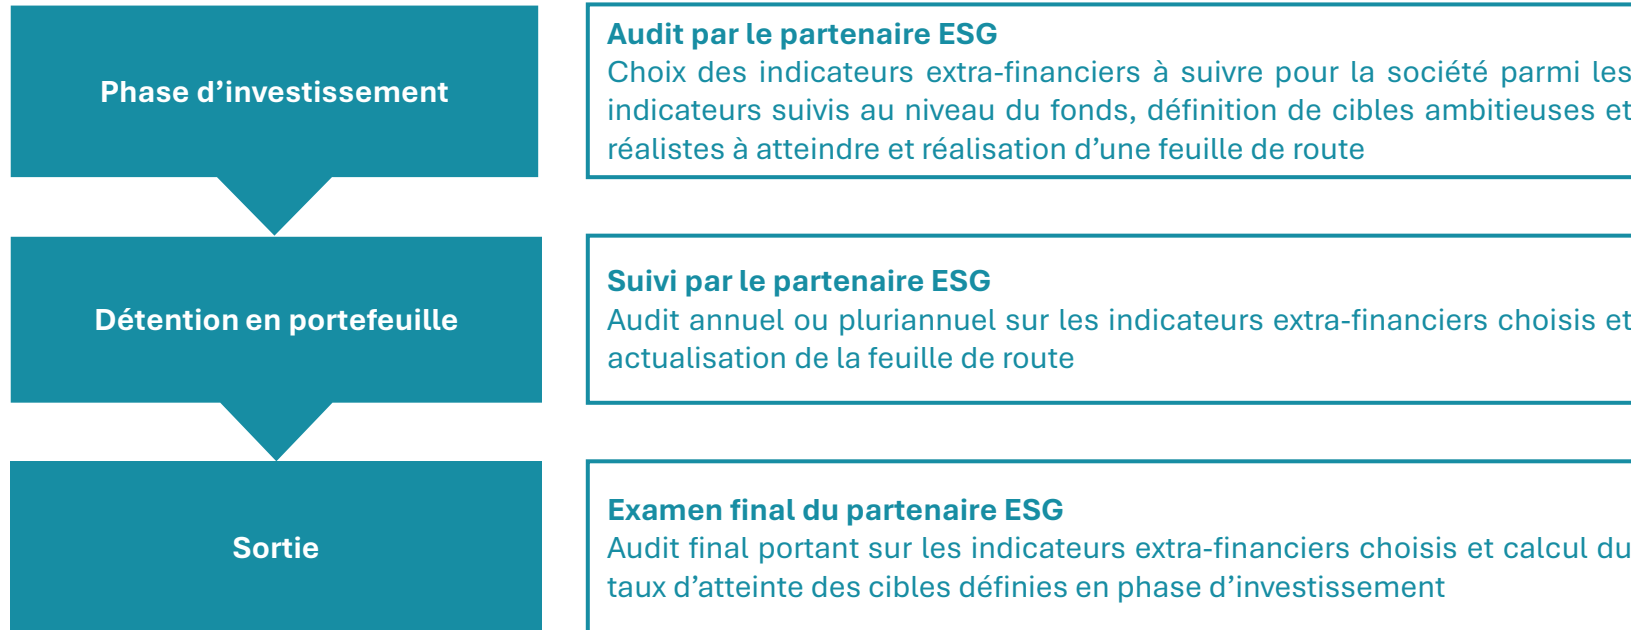 Phase d’investissement
Audit par le partenaire ESG
Choix des indicateurs extra-financiers à suivre pour la société parmi les
indicateurs suivis au niveau du fonds, définition de cibles ambitieuses et
réalistes à atteindre et réalisation d’une feuille de route
Détention en portefeuille
Suivi par le partenaire ESG
Audit annuel ou pluriannuel sur les indicateurs extra-financiers choisis et
actualisation de la feuille de route
Sortie
Examen final du partenaire ESG
Audit final portant sur les indicateurs extra-financiers choisis et calcul du
taux d’atteinte des cibles définies en phase d’investissement